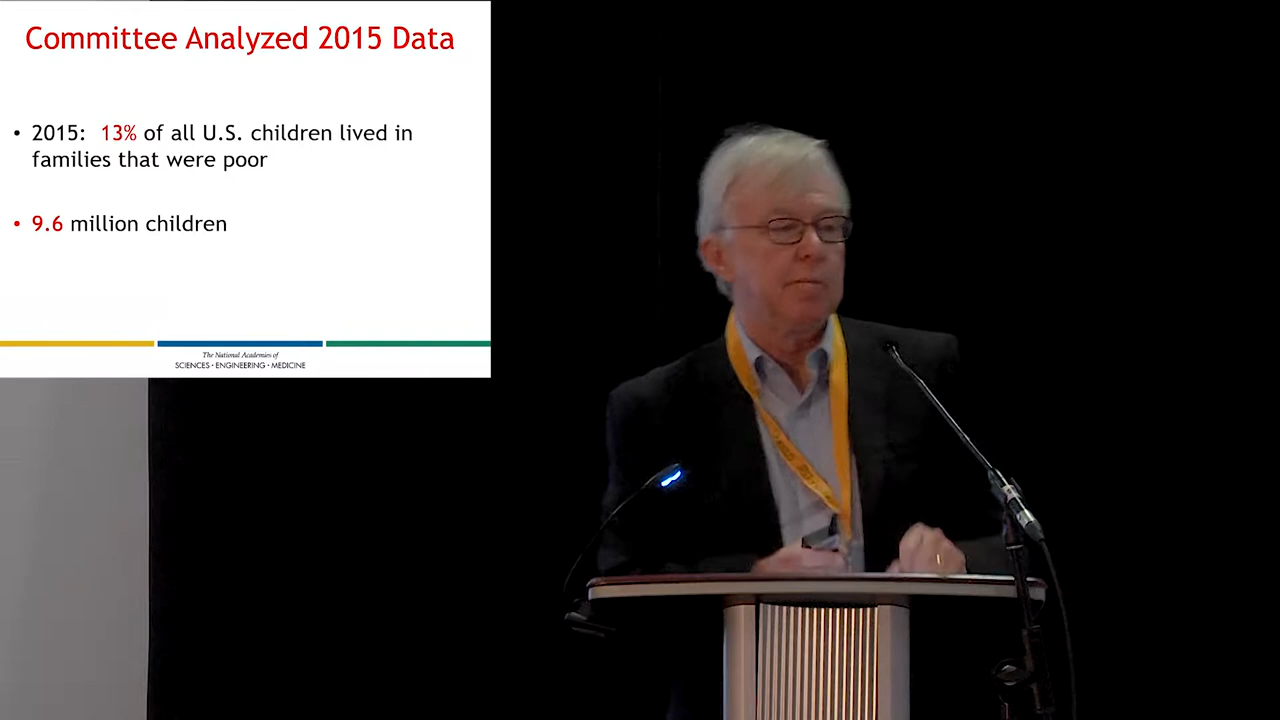 Committee Analyzed 2015 Data
• 2015: 13% of all U.S. children lived in
families that were poor
• 9.6 million children
The National Academies of
SCIENCES · ENGINEERING · MEDICINE